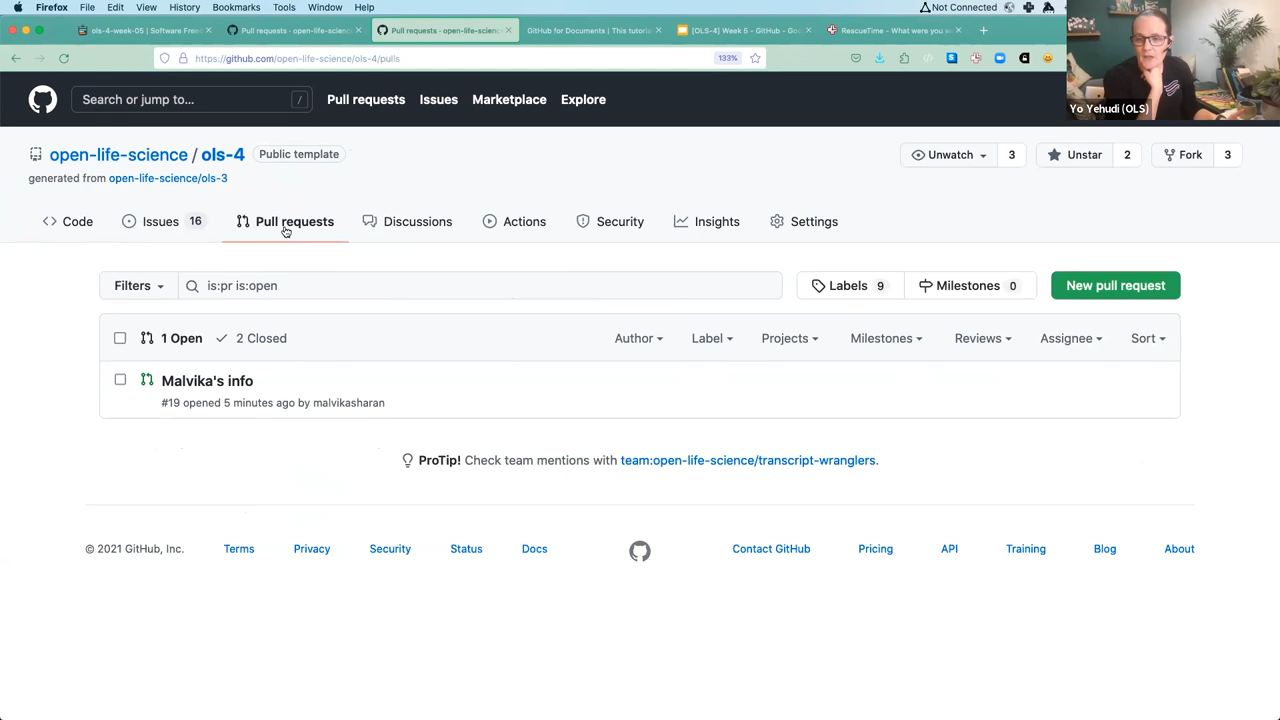 Firefox File Edit View History Bookmarks Tools Window Help Not Connected
ols-4-week-05 | Software Free Pull requests · open-life-scienc Pull requests · open-life-scienc GitHub for Documents | This tutoria [OLS-4] Week 5 - GitHub - Goo RescueTime - What were you w
https://github.com/open-life-science/ols-4/pulls 133%
Yo Yehudi (OLS)
Search or jump to... / Pull requests Issues Marketplace Explore
open-life-science / ols-4 Public template Unwatch 3 Unstar 2 Fork 3
generated from open-life-science/ols-3
Code Issues 16 Pull requests Discussions Actions Security Insights Settings
Filters is:pr is:open Labels 9 Milestones 0 New pull request
1 Open 2 Closed Author Label Projects Milestones Reviews Assignee Sort
Malvika's info
#19 opened 5 minutes ago by malvikasharan
ProTip! Check team mentions with team:open-life-science/transcript-wranglers.
© 2021 GitHub, Inc. Terms Privacy Security Status Docs Contact GitHub Pricing API Training Blog About